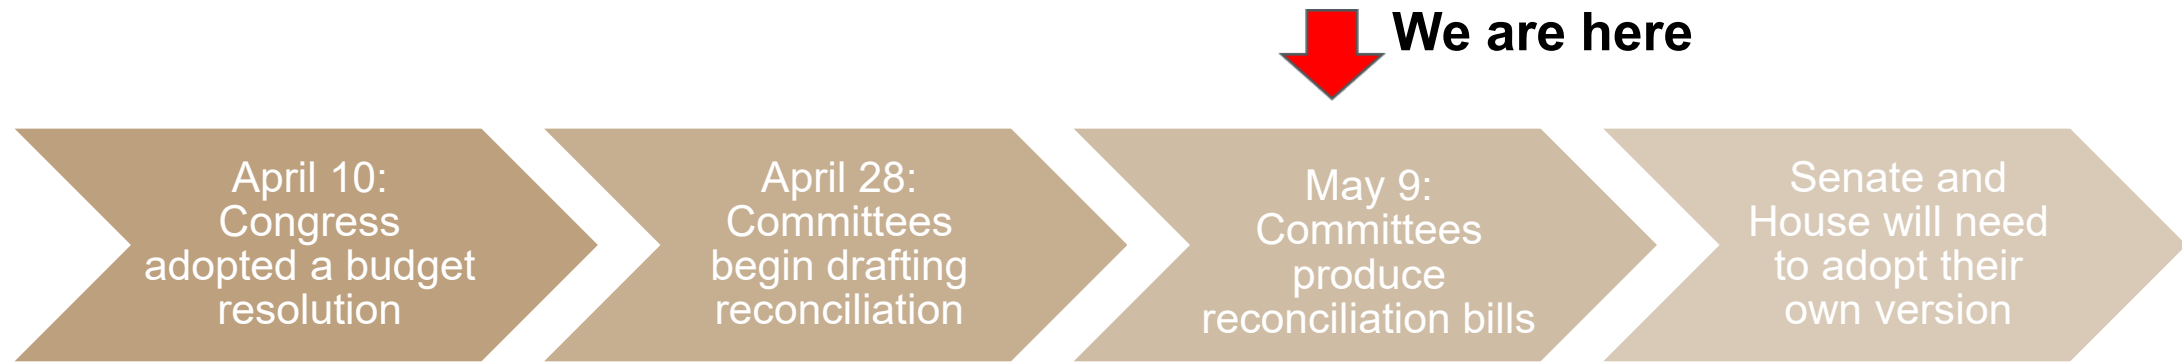 We are here
April 10:
Congress
adopted a budget
resolution
April 28:
Committees
begin drafting
reconciliation
May 9:
Committees
produce
reconciliation bills
Senate and
House will need
to adopt their
own version